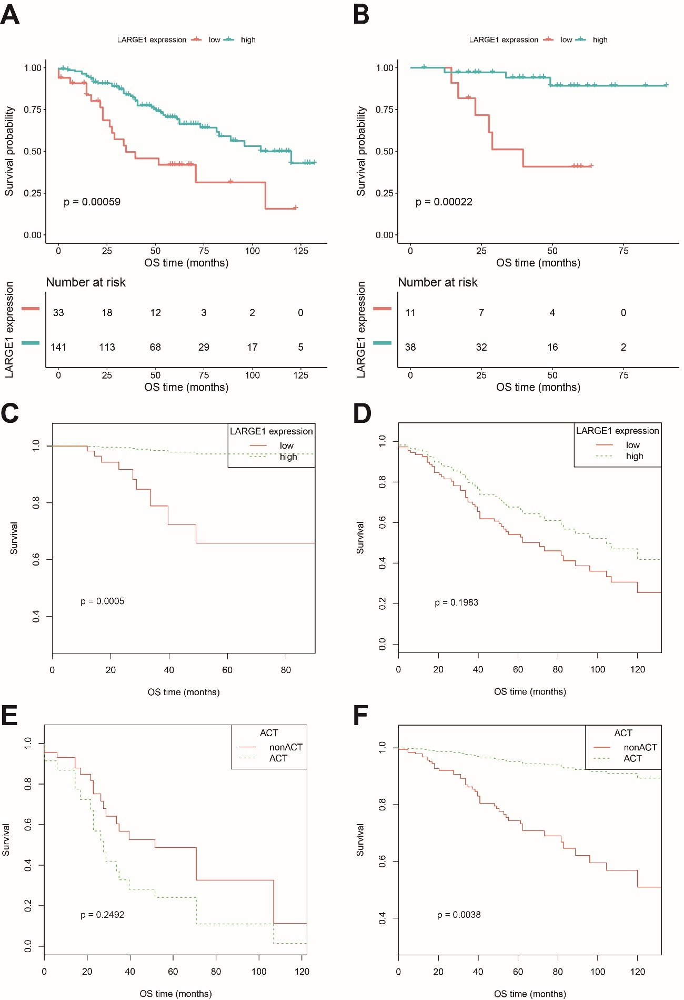 A
LARGE1 expression low high
Survival probability
1.00
0.75
0.50
0.25
0.00
p = 0.00059
0 25 50 75 100 125
OS time (months)
Number at risk
LARGE1 expression
33 18 12 3 2 0
141 113 68 29 17 5
0 25 50 75 100 125
OS time (months)
B
LARGE1 expression low high
Survival probability
1.00
0.75
0.50
0.25
0.00
p = 0.00022
0 25 50 75
OS time (months)
Number at risk
LARGE1 expression
11 7 4 0
38 32 16 2
0 25 50 75
OS time (months)
C
LARGE1 expression
low
high
Survival
1.0
0.8
0.6
0.4
p = 0.0005
0 20 40 60 80
OS time (months)
D
LARGE1 expression
low
high
Survival
1.0
0.8
0.6
0.4
0.2
0.0
p = 0.1983
0 20 40 60 80 100 120
OS time (months)
E
ACT
nonACT
ACT
Survival
1.0
0.8
0.6
0.4
0.2
0.0
p = 0.2492
0 20 40 60 80 100 120
OS time (months)
F
ACT
nonACT
ACT
Survival
1.0
0.8
0.6
0.4
p = 0.0038
0 20 40 60 80 100 120
OS time (months)